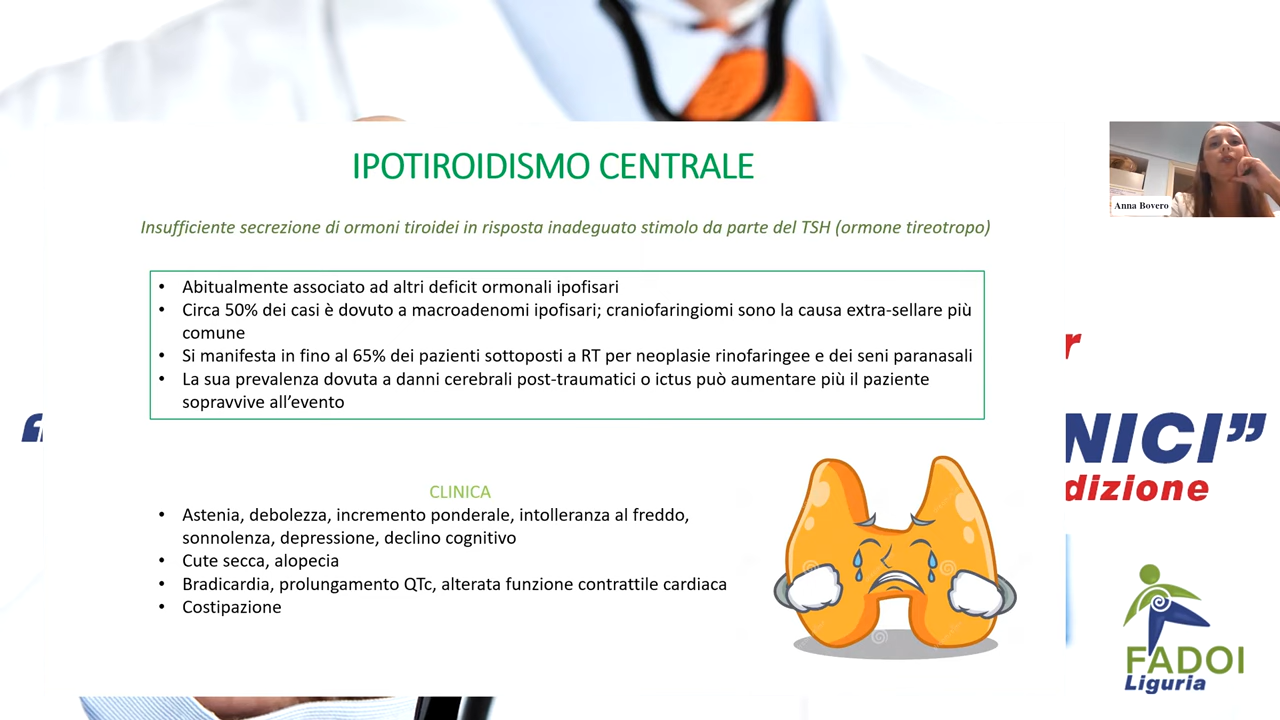 IPOTIROIDISMO CENTRALE
Insufficiente secrezione di ormoni tiroidei in risposta inadeguato stimolo da parte del TSH (ormone tireotropo)
• Abitualmente associato ad altri deficit ormonali ipofisari
• Circa 50% dei casi è dovuto a macroadenomi ipofisari; craniofaringiomi sono la causa extra-sellare più
comune
• Si manifesta in fino al 65% dei pazienti sottoposti a RT per neoplasie rinofaringee e dei seni paranasali
• La sua prevalenza dovuta a danni cerebrali post-traumatici o ictus può aumentare più il paziente
sopravvive all’evento
CLINICA
• Astenia, debolezza, incremento ponderale, intolleranza al freddo,
sonnolenza, depressione, declino cognitivo
• Cute secca, alopecia
• Bradicardia, prolungamento QTc, alterata funzione contrattile cardiaca
• Costipazione
Anna Bovero
r
“
NICI”
dizione
FADOI
Liguria